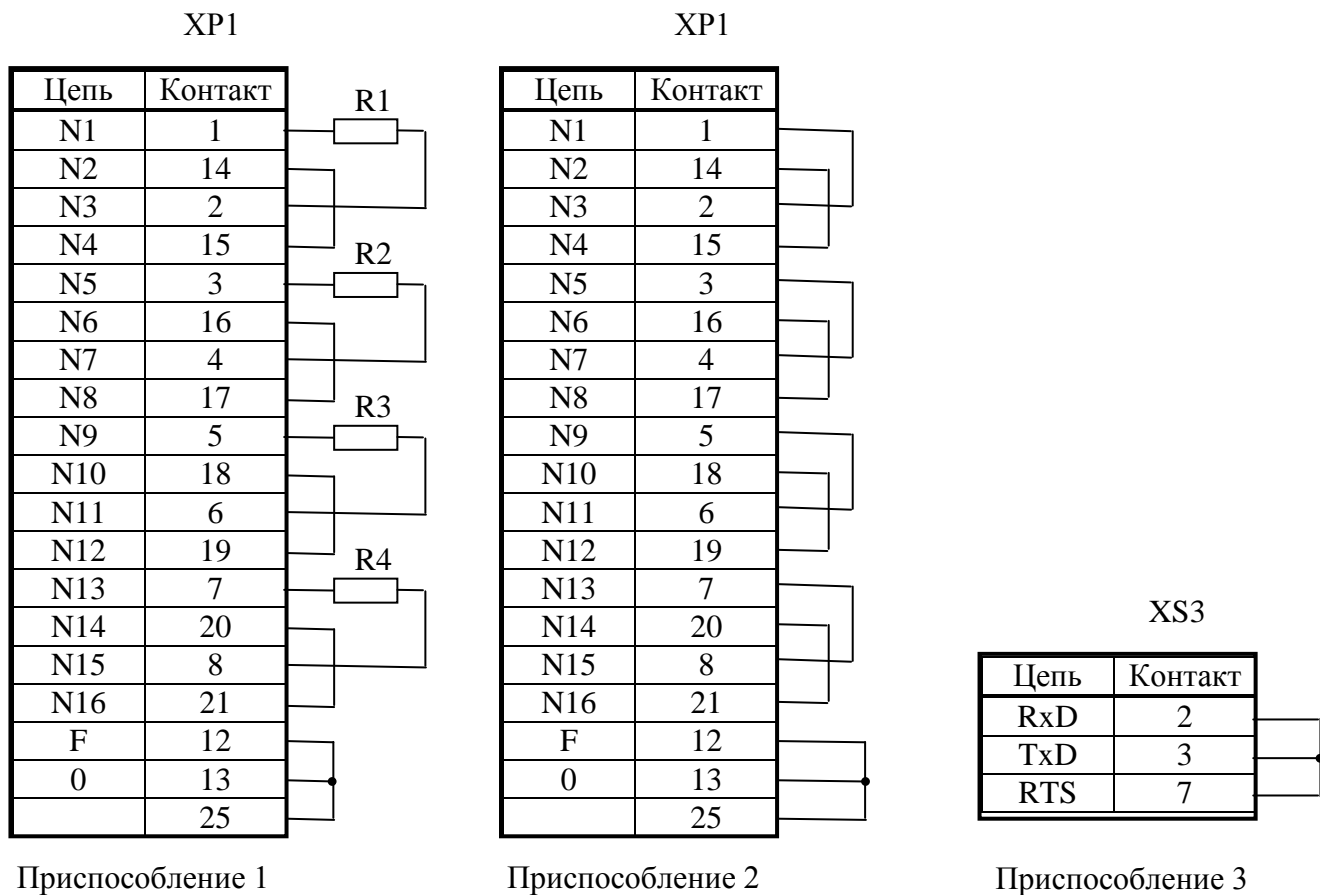 XP1
Цепь Контакт
N1 1
N2 14
N3 2
N4 15
N5 3
N6 16
N7 4
N8 17
N9 5
N10 18
N11 6
N12 19
N13 7
N14 20
N15 8
N16 21
F 12
0 13
25
R1
R2
R3
R4
Приспособление 1
XP1
Цепь Контакт
N1 1
N2 14
N3 2
N4 15
N5 3
N6 16
N7 4
N8 17
N9 5
N10 18
N11 6
N12 19
N13 7
N14 20
N15 8
N16 21
F 12
0 13
25
Приспособление 2
XS3
Цепь Контакт
RxD 2
TxD 3
RTS 7
Приспособление 3